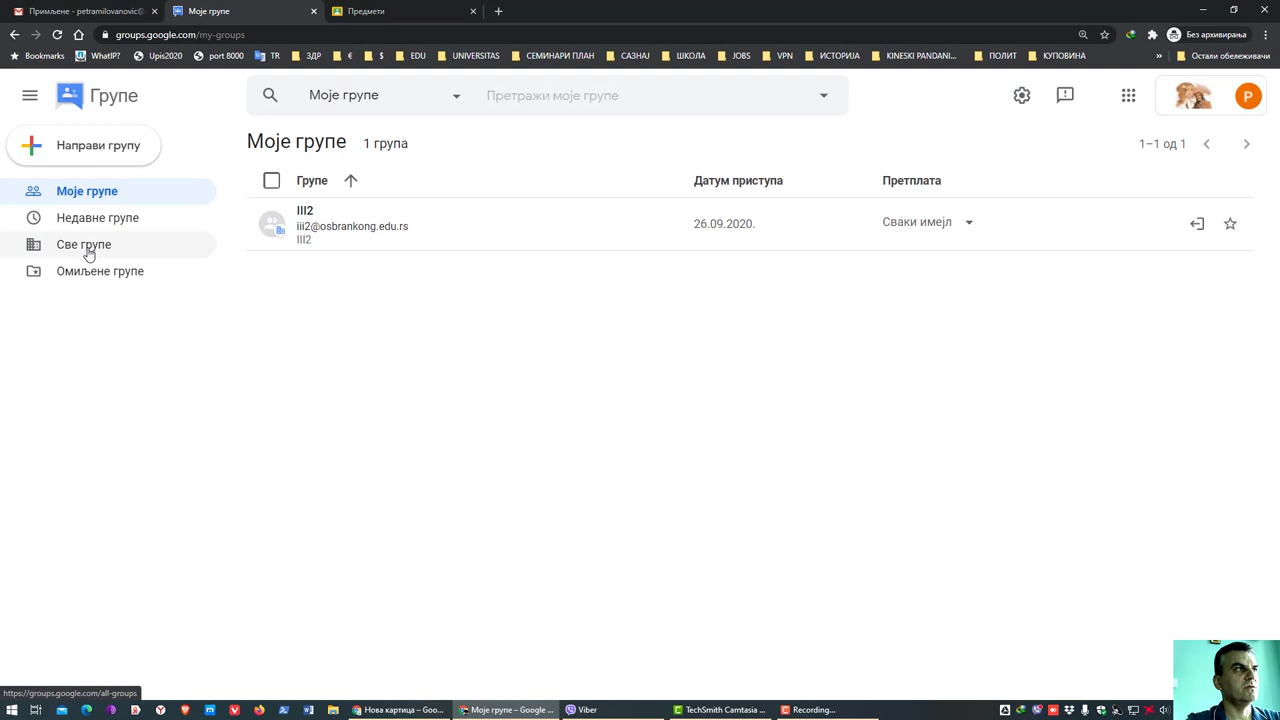 Примљене - petramilovanovic@
Моје групе
Предмети
groups.google.com/my-groups
Без архивирања
Bookmarks
WhatIP?
Upis2020
port 8000
TR
ЗДР
€
$
EDU
UNIVERSITAS
СЕМИНАРИ ПЛАН
САЗНАЈ
ШКОЛА
JOBS
VPN
ИСТОРИЈА
KINESKI PANDANI...
ПОЛИТ
КУПОВИНА
»
Остали обележивачи
Групе
Моје групе
Претражи моје групе
P
Направи групу
Моје групе
1 група
1–1 од 1
Групе
Датум приступа
Претплата
Моје групе
Недавне групе
Све групе
Омиљене групе
III2
iii2@osbrankong.edu.rs
III2
26.09.2020.
Сваки имејл
https://groups.google.com/all-groups
Нова картица – Goo...
Моје групе – Google ...
Viber
TechSmith Camtasia ...
Recording...